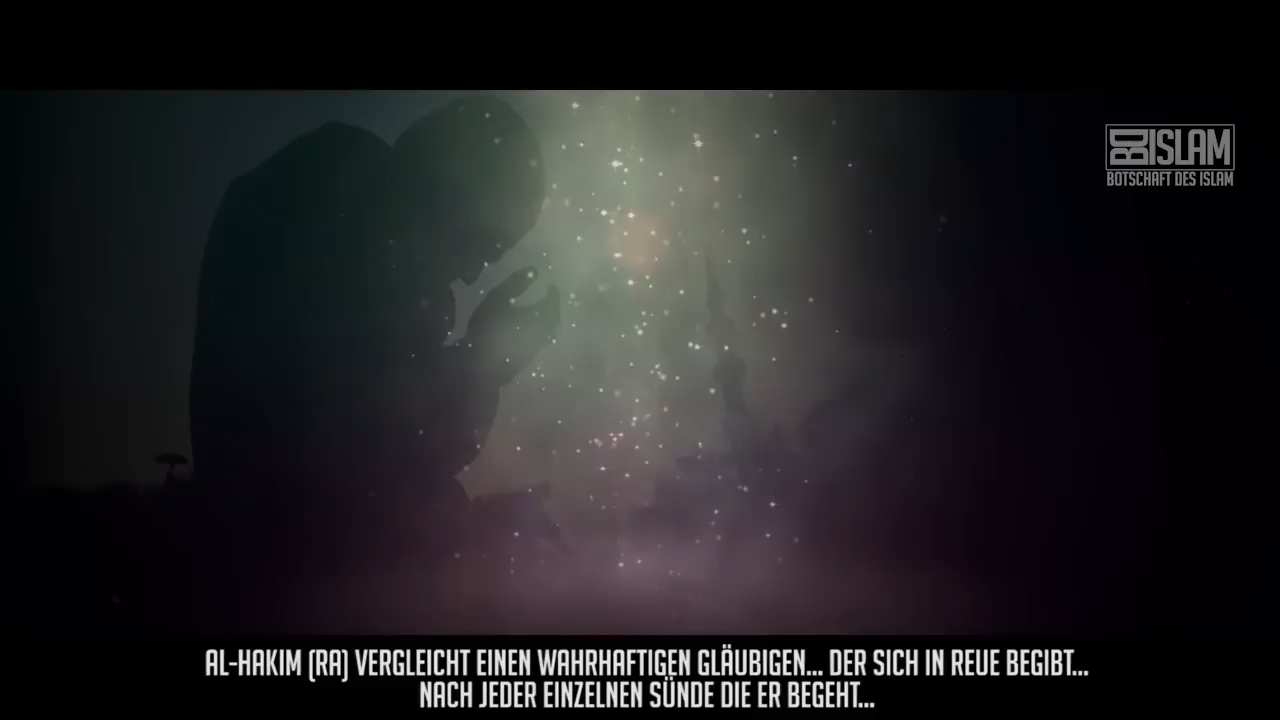 BDISLAM
BOTSCHAFT DES ISLAM
AL-HAKIM (RA) VERGLEICHT EINEN WAHRHAFTIGEN GLÄUBIGEN... DER SICH IN REUE BEGIBT...
NACH JEDER EINZELNEN SÜNDE DIE ER BEGEHT...